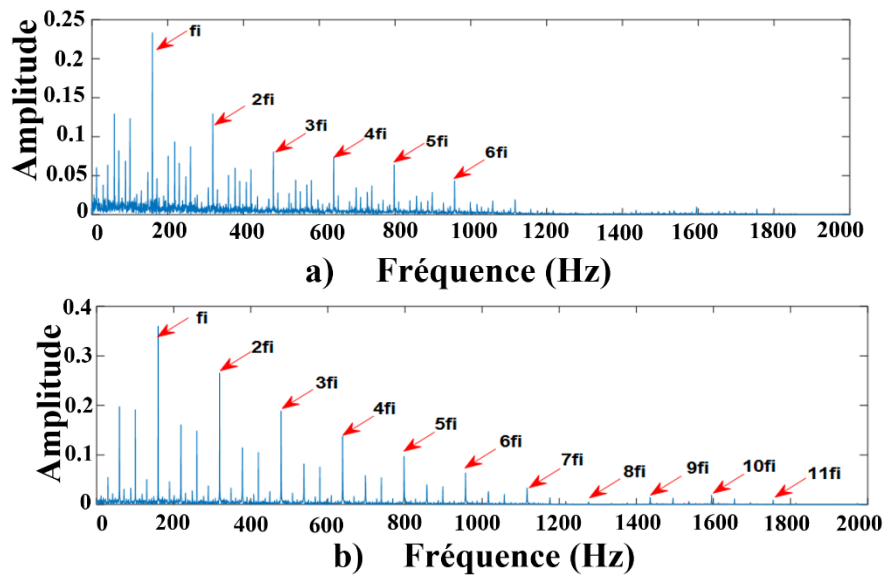 Amplitude
0.25
0.2
0.15
0.1
0.05
0
fi
2fi
3fi
4fi
5fi
6fi
0 200 400 600 800 1000 1200 1400 1600 1800 2000
a) Fréquence (Hz)
Amplitude
0.4
0.3
0.2
0.1
0
fi
2fi
3fi
4fi
5fi
6fi
7fi
8fi
9fi
10fi
11fi
0 200 400 600 800 1000 1200 1400 1600 1800 2000
b) Fréquence (Hz)